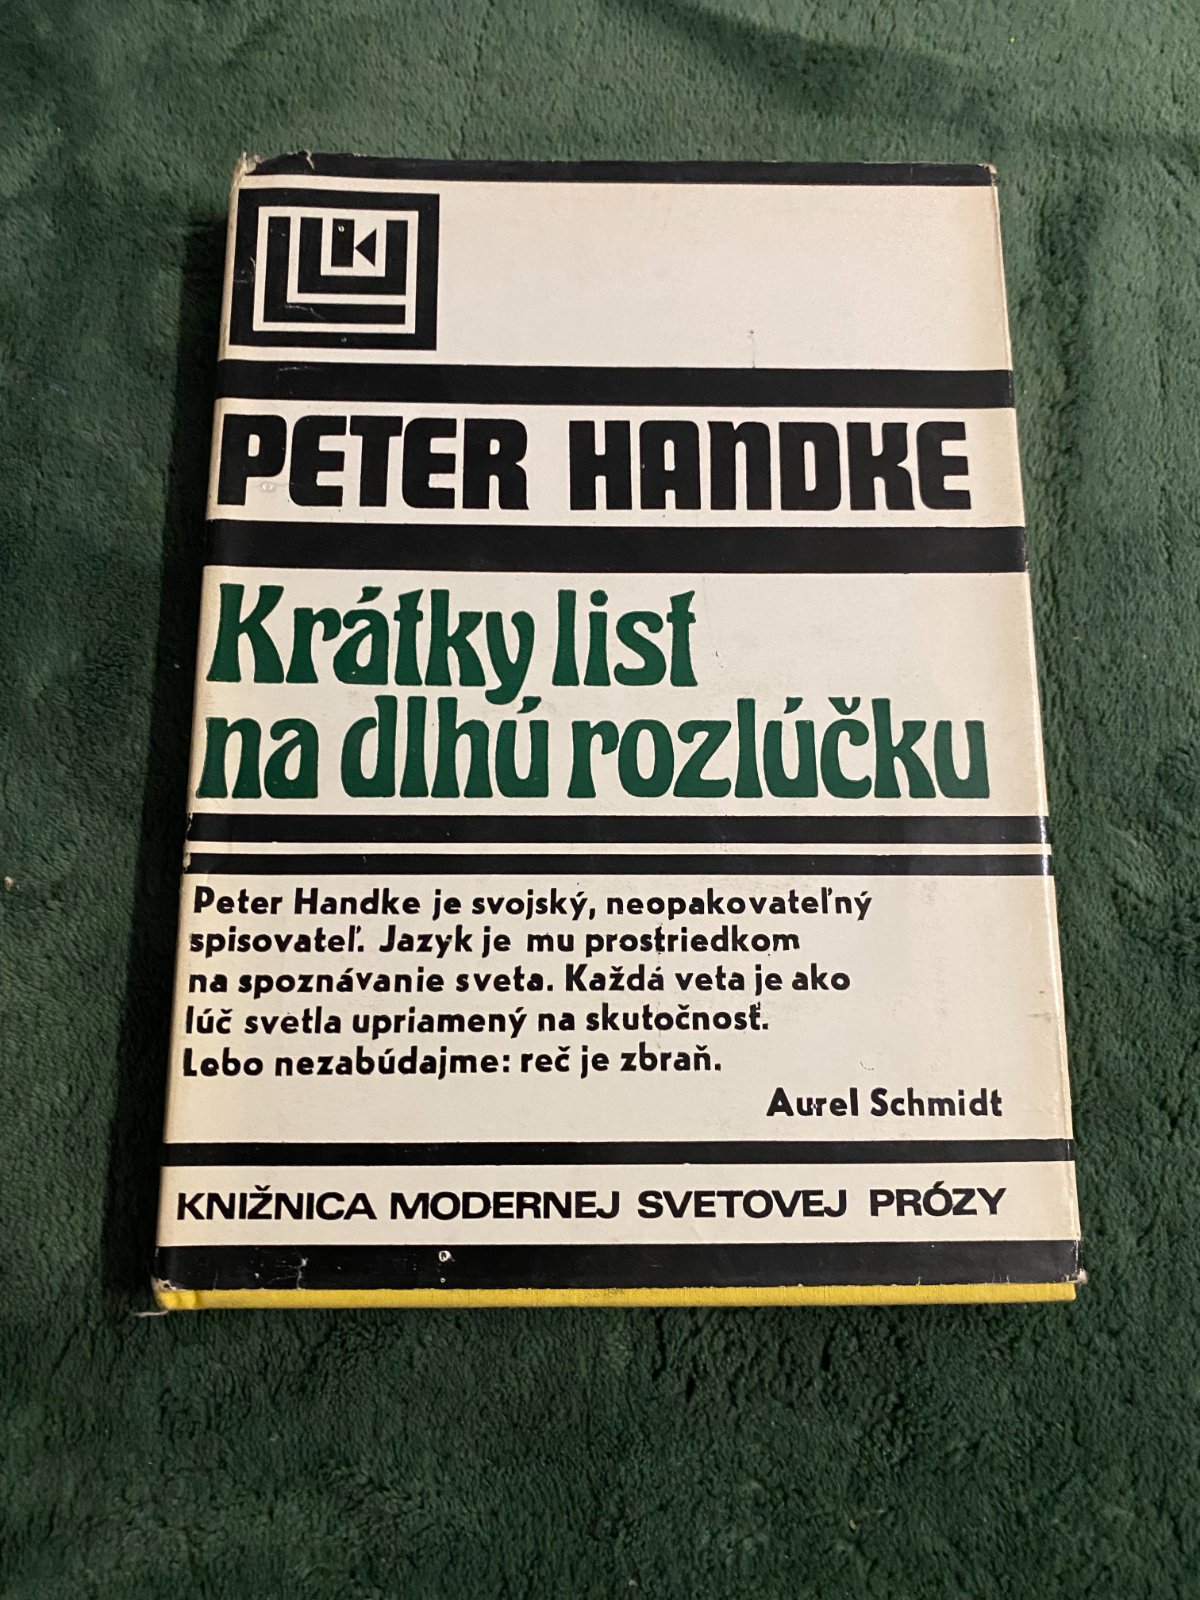 PETER HANDKE
Krátky list
na dlhú rozlúčku
Peter Handke je svojský, neopakovateľný
spisovateľ. Jazyk je mu prostriedkom
na spoznávanie sveta. Každá veta je ako
lúč svetla upriamený na skutočnosť.
Lebo nezabúdajme: reč je zbraň.
Aurel Schmidt
KNIŽNICA MODERNEJ SVETOVEJ PRÓZY